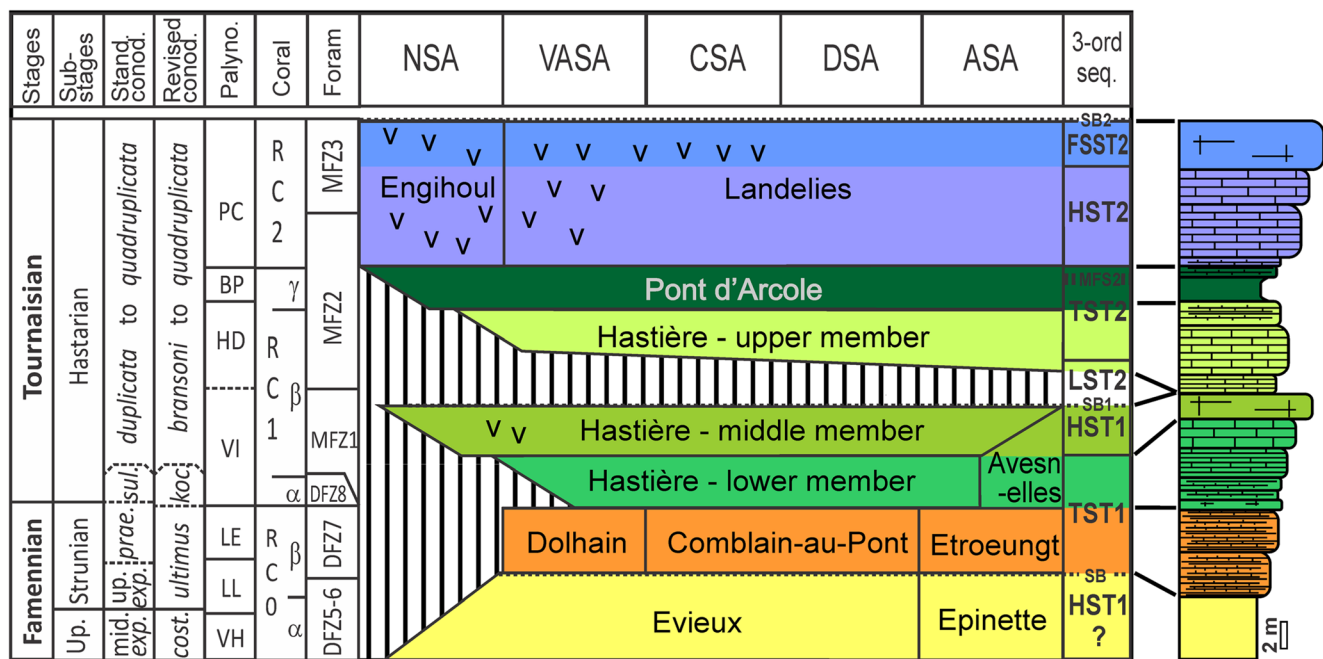 Stages
Sub-
stages
Stand.
conod.
Revised
conod.
Palyno.
Coral
Foram
NSA
VASA
CSA
DSA
ASA
3-ord
seq.
Tournaisian
Famennian
Hastarian
Strunian
Up.
duplicata to quadruplicata
sul.
prae.
up.
exp.
mid.
exp.
bransoni to quadruplicata
koc.
ultimus
cost.
PC
BP
HD
VI
LE
LL
VH
R
C
2
γ
R
C
1
β
α
R
C
0
β
α
MFZ3
MFZ2
MFZ1
DFZ8
DFZ7
DFZ5-6
v v v v v v v v v
Engihoul
v v
Landelies
v v v v v v
Pont d’Arcole
Hastière - upper member
v v
Hastière - middle member
Hastière - lower member
Avesn
-elles
Dolhain
Comblain-au-Pont
Etroeungt
Evieux
Epinette
SB2
FSST2
HST2
MFS2
TST2
LST2
SB1
HST1
TST1
SB
HST1
?
2 m